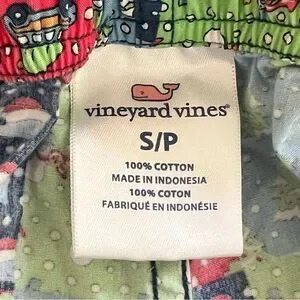 vineyard vines®
S/P
100% COTTON
MADE IN INDONESIA
100% COTON
FABRIQUÉ EN INDONÉSIE